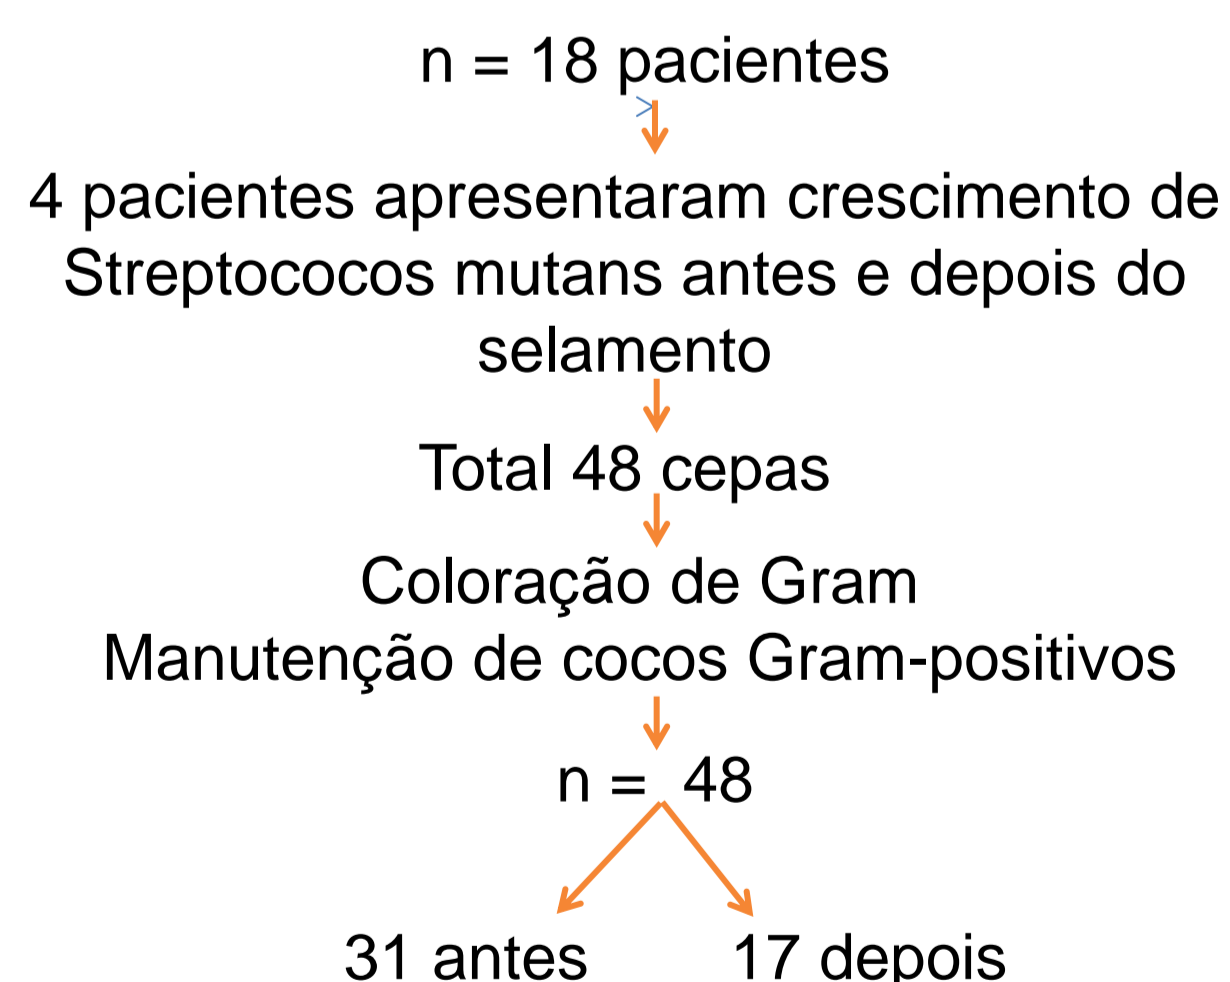 n = 18 pacientes
4 pacientes apresentaram crescimento de
Streptococos mutans antes e depois do
selamento
Total 48 cepas
Coloração de Gram
Manutenção de cocos Gram-positivos
n = 48
31 antes 17 depois